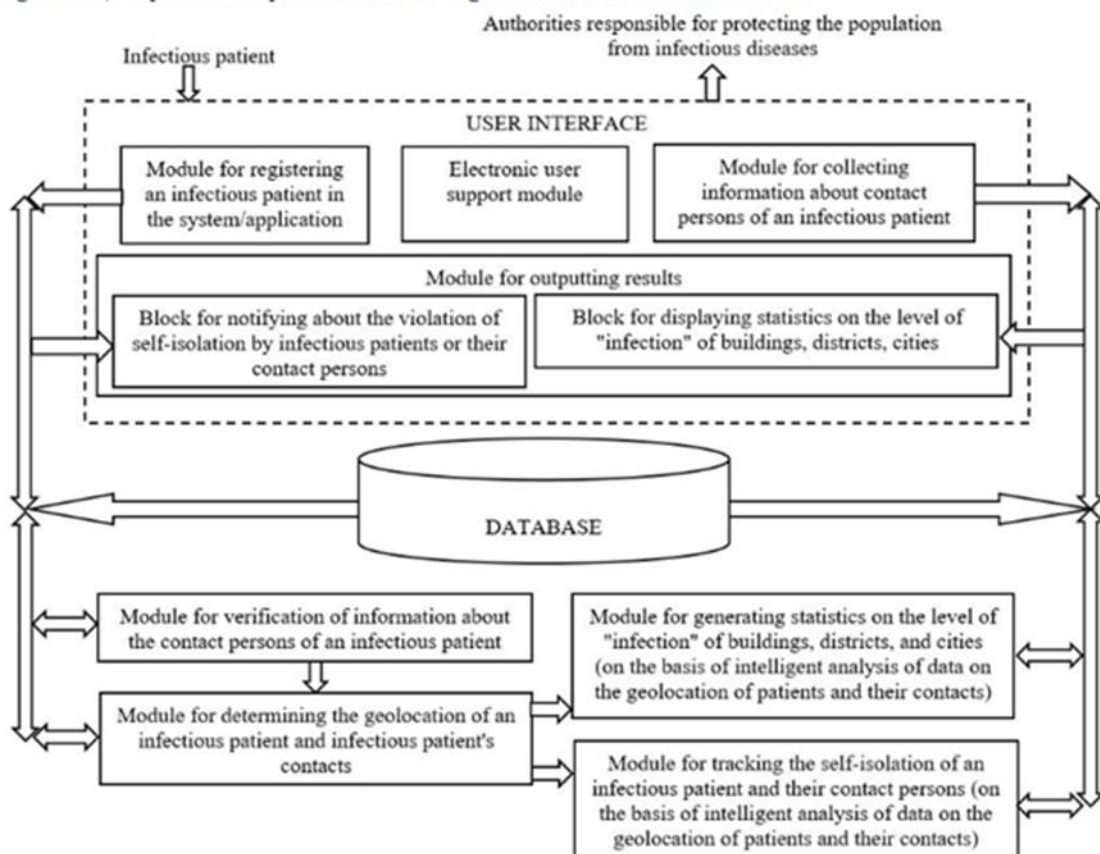 Authorities responsible for protecting the population
from infectious diseases
Infectious patient
USER INTERFACE
Module for registering
an infectious patient in
the system/application
Electronic user
support module
Module for collecting
information about contact
persons of an infectious patient
Module for outputting results
Block for notifying about the violation of
self-isolation by infectious patients or their
contact persons
Block for displaying statistics on the level of
"infection" of buildings, districts, cities
DATABASE
Module for verification of information about
the contact persons of an infectious patient
Module for generating statistics on the level of
"infection" of buildings, districts, and cities
(on the basis of intelligent analysis of data on
the geolocation of patients and their contacts)
Module for determining the geolocation of an
infectious patient and infectious patient's
contacts
Module for tracking the self-isolation of an
infectious patient and their contact persons (on
the basis of intelligent analysis of data on the
geolocation of patients and their contacts)